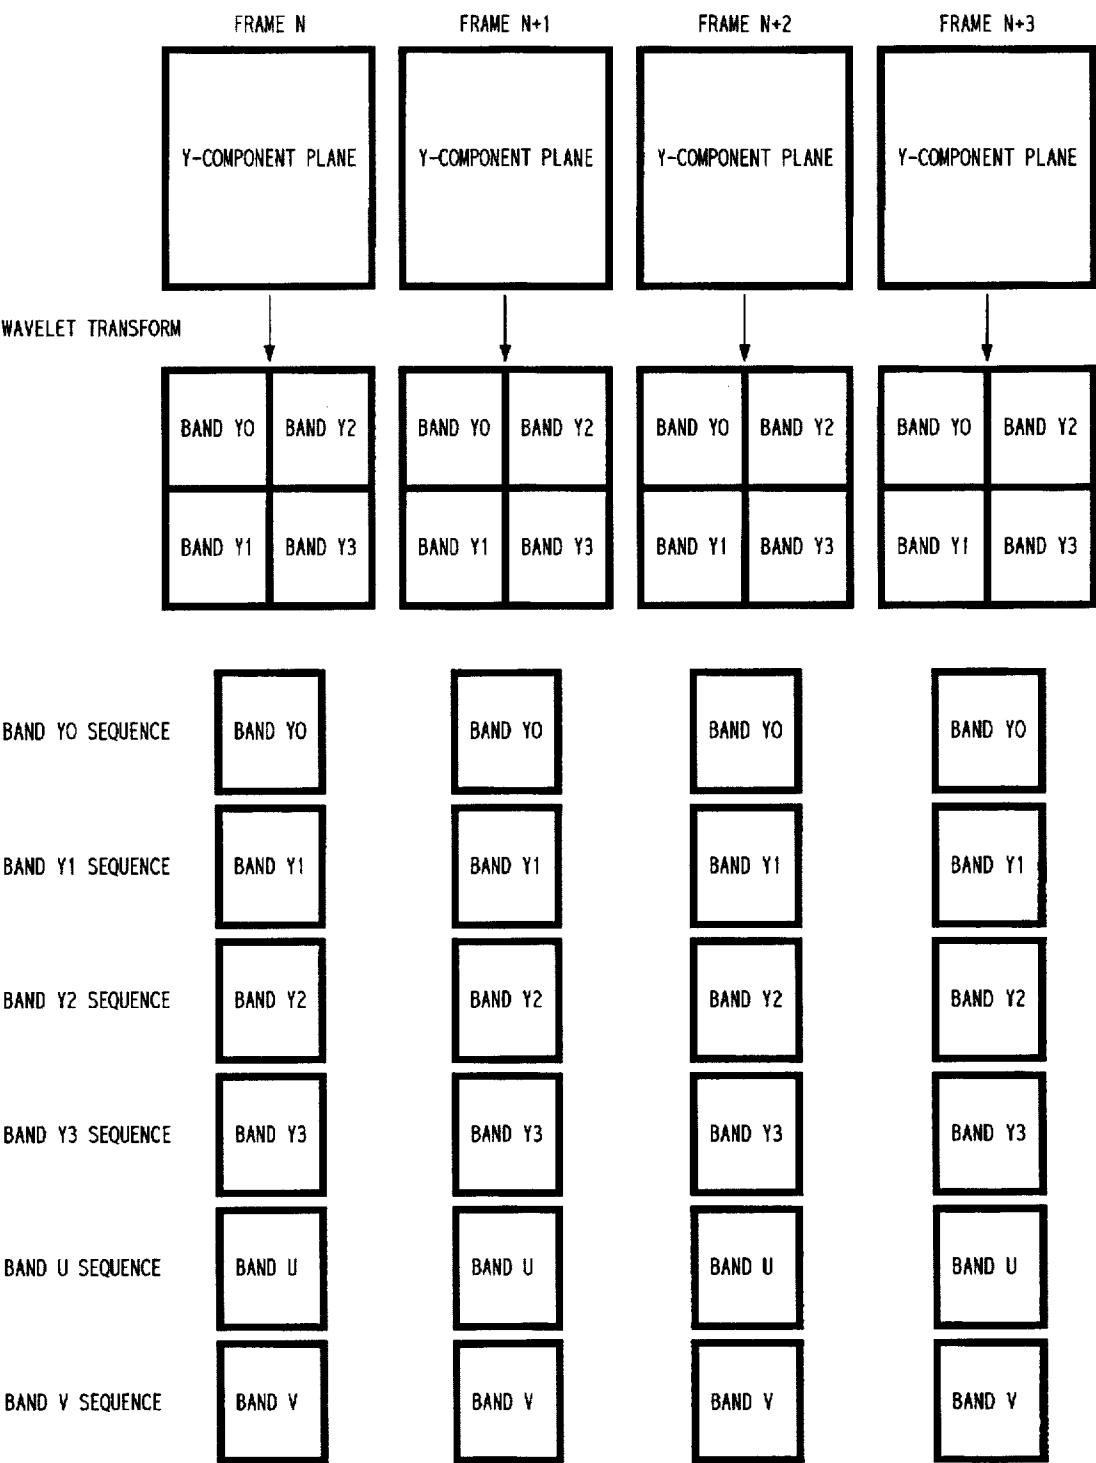 FRAME N FRAME N+1 FRAME N+2 FRAME N+3
Y-COMPONENT PLANE Y-COMPONENT PLANE Y-COMPONENT PLANE Y-COMPONENT PLANE
WAVELET TRANSFORM
BAND Y0 BAND Y2 BAND Y0 BAND Y2 BAND Y0 BAND Y2 BAND Y0 BAND Y2
BAND Y1 BAND Y3 BAND Y1 BAND Y3 BAND Y1 BAND Y3 BAND Y1 BAND Y3
BAND Y0 SEQUENCE BAND Y0 BAND Y0 BAND Y0 BAND Y0
BAND Y1 SEQUENCE BAND Y1 BAND Y1 BAND Y1 BAND Y1
BAND Y2 SEQUENCE BAND Y2 BAND Y2 BAND Y2 BAND Y2
BAND Y3 SEQUENCE BAND Y3 BAND Y3 BAND Y3 BAND Y3
BAND U SEQUENCE BAND U BAND U BAND U BAND U
BAND V SEQUENCE BAND V BAND V BAND V BAND V